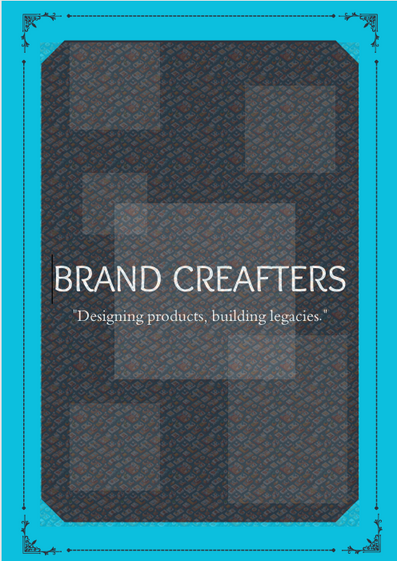 BRAND CREAFTERS
"Designing products, building legacies."